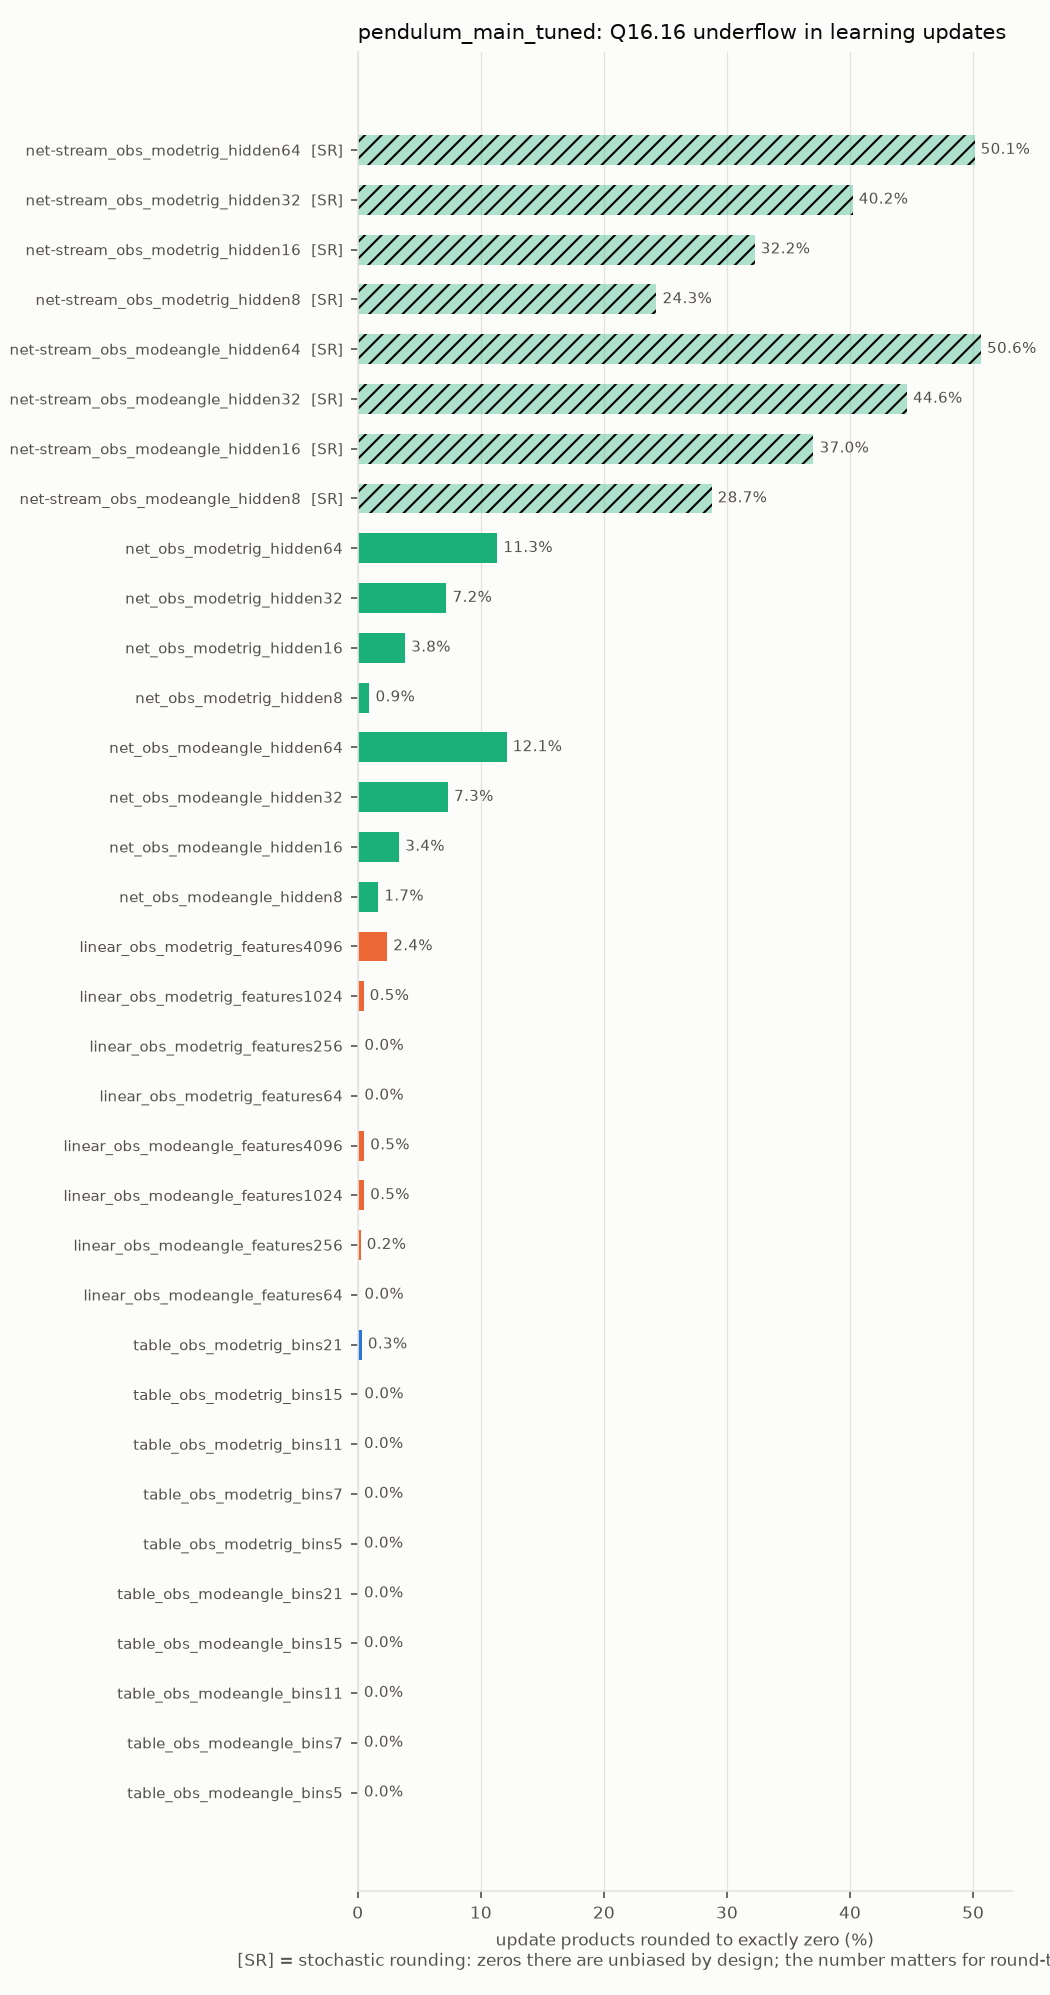 pendulum_main_tuned: Q16.16 underflow in learning updates
net-stream_obs_modetrig_hidden64 [SR] 50.1%
net-stream_obs_modetrig_hidden32 [SR] 40.2%
net-stream_obs_modetrig_hidden16 [SR] 32.2%
net-stream_obs_modetrig_hidden8 [SR] 24.3%
net-stream_obs_modeangle_hidden64 [SR] 50.6%
net-stream_obs_modeangle_hidden32 [SR] 44.6%
net-stream_obs_modeangle_hidden16 [SR] 37.0%
net-stream_obs_modeangle_hidden8 [SR] 28.7%
net_obs_modetrig_hidden64 11.3%
net_obs_modetrig_hidden32 7.2%
net_obs_modetrig_hidden16 3.8%
net_obs_modetrig_hidden8 0.9%
net_obs_modeangle_hidden64 12.1%
net_obs_modeangle_hidden32 7.3%
net_obs_modeangle_hidden16 3.4%
net_obs_modeangle_hidden8 1.7%
linear_obs_modetrig_features4096 2.4%
linear_obs_modetrig_features1024 0.5%
linear_obs_modetrig_features256 0.0%
linear_obs_modetrig_features64 0.0%
linear_obs_modeangle_features4096 0.5%
linear_obs_modeangle_features1024 0.5%
linear_obs_modeangle_features256 0.2%
linear_obs_modeangle_features64 0.0%
table_obs_modetrig_bins21 0.3%
table_obs_modetrig_bins15 0.0%
table_obs_modetrig_bins11 0.0%
table_obs_modetrig_bins7 0.0%
table_obs_modetrig_bins5 0.0%
table_obs_modeangle_bins21 0.0%
table_obs_modeangle_bins15 0.0%
table_obs_modeangle_bins11 0.0%
table_obs_modeangle_bins7 0.0%
table_obs_modeangle_bins5 0.0%
0 10 20 30 40 50
update products rounded to exactly zero (%)
[SR] = stochastic rounding: zeros there are unbiased by design; the number matters for